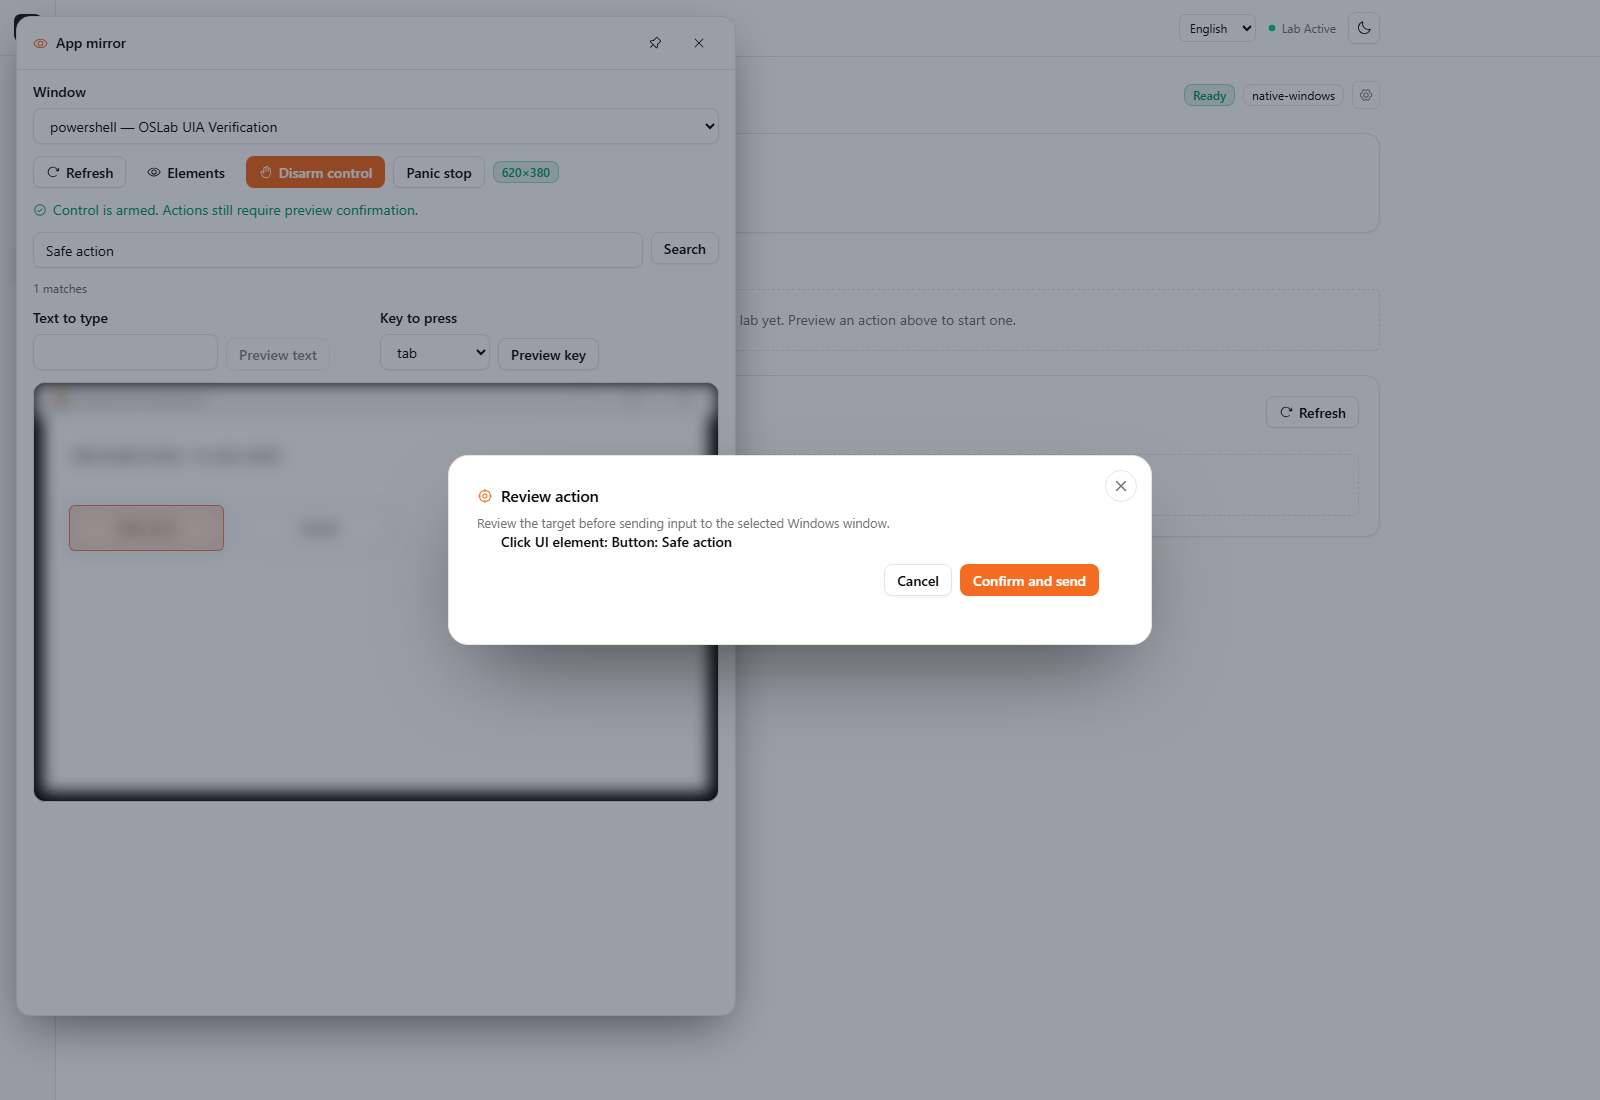 App mirror
English
Lab Active
Window
powershell — OSLab UIA Verification
Ready
native-windows
Refresh
Elements
Disarm control
Panic stop
620×380
Control is armed. Actions still require preview confirmation.
Safe action
Search
1 matches
Text to type
Key to press
Preview text
tab
Preview key
lab yet. Preview an action above to start one.
Refresh
Review action
Review the target before sending input to the selected Windows window.
Click UI element: Button: Safe action
Cancel
Confirm and send